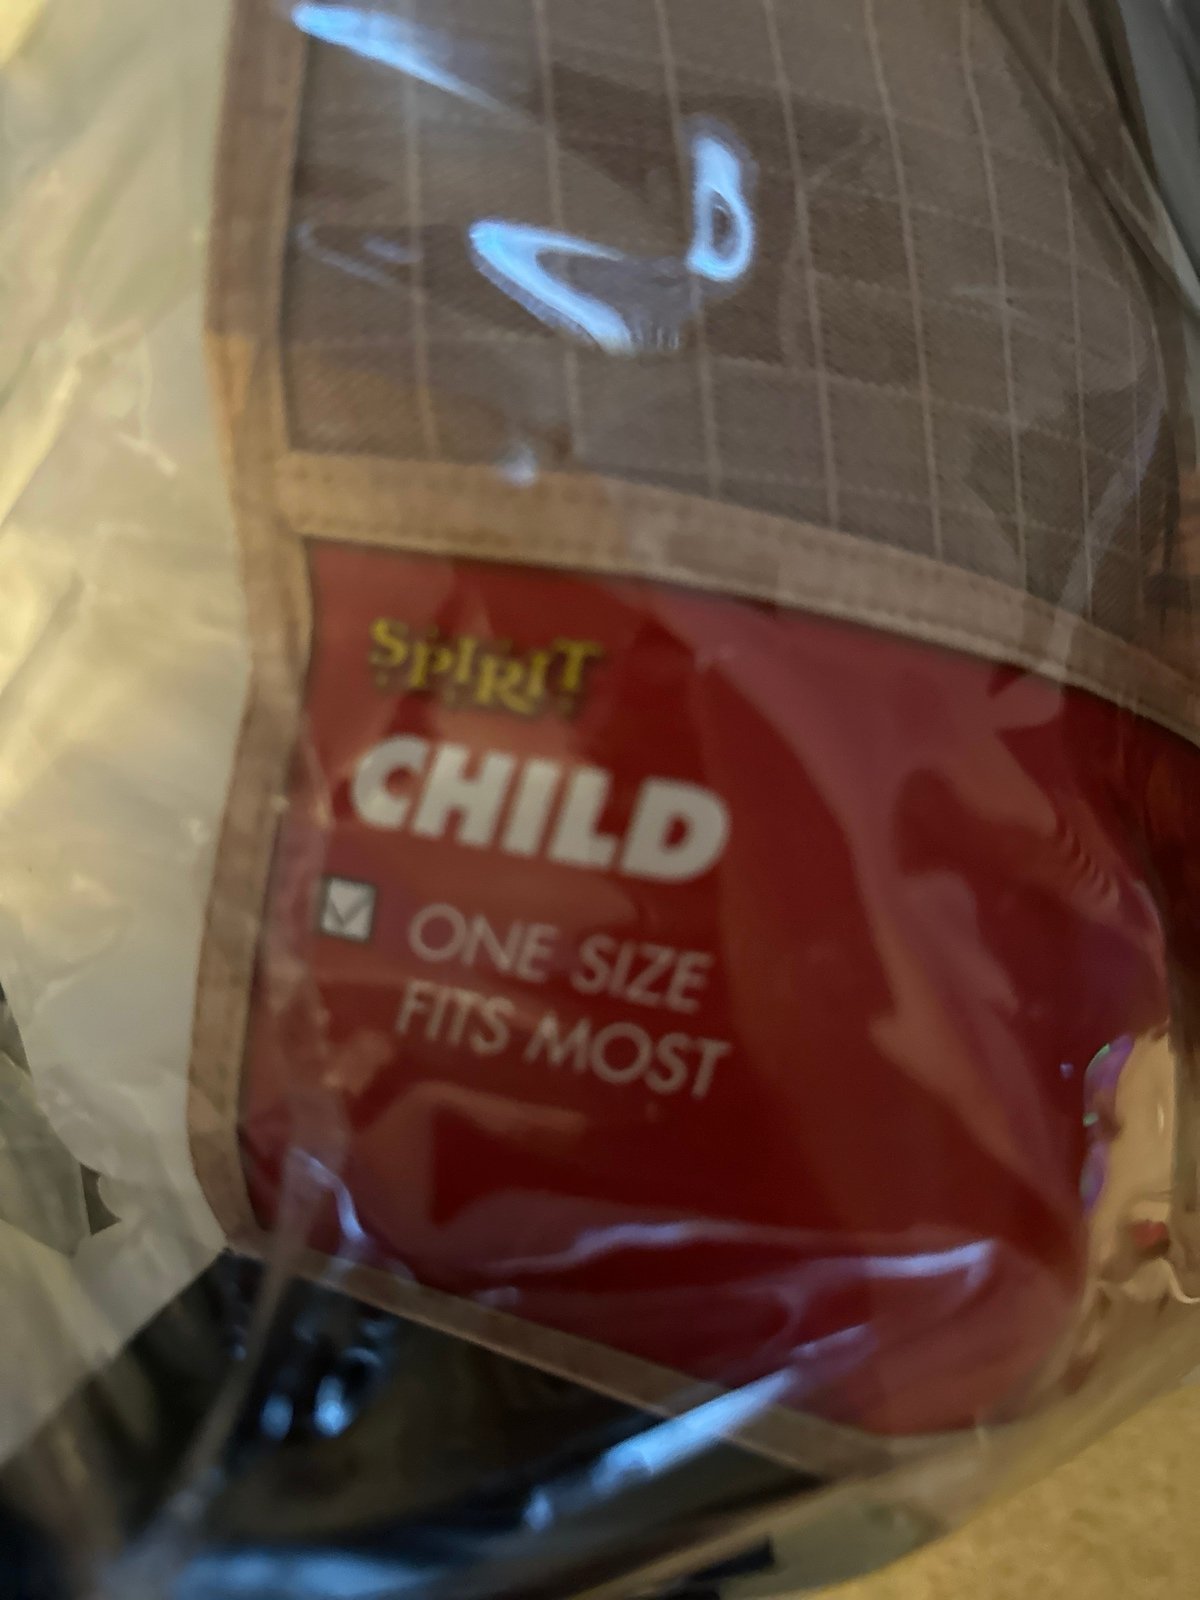 SPIRIT
CHILD
ONE SIZE
FITS MOST